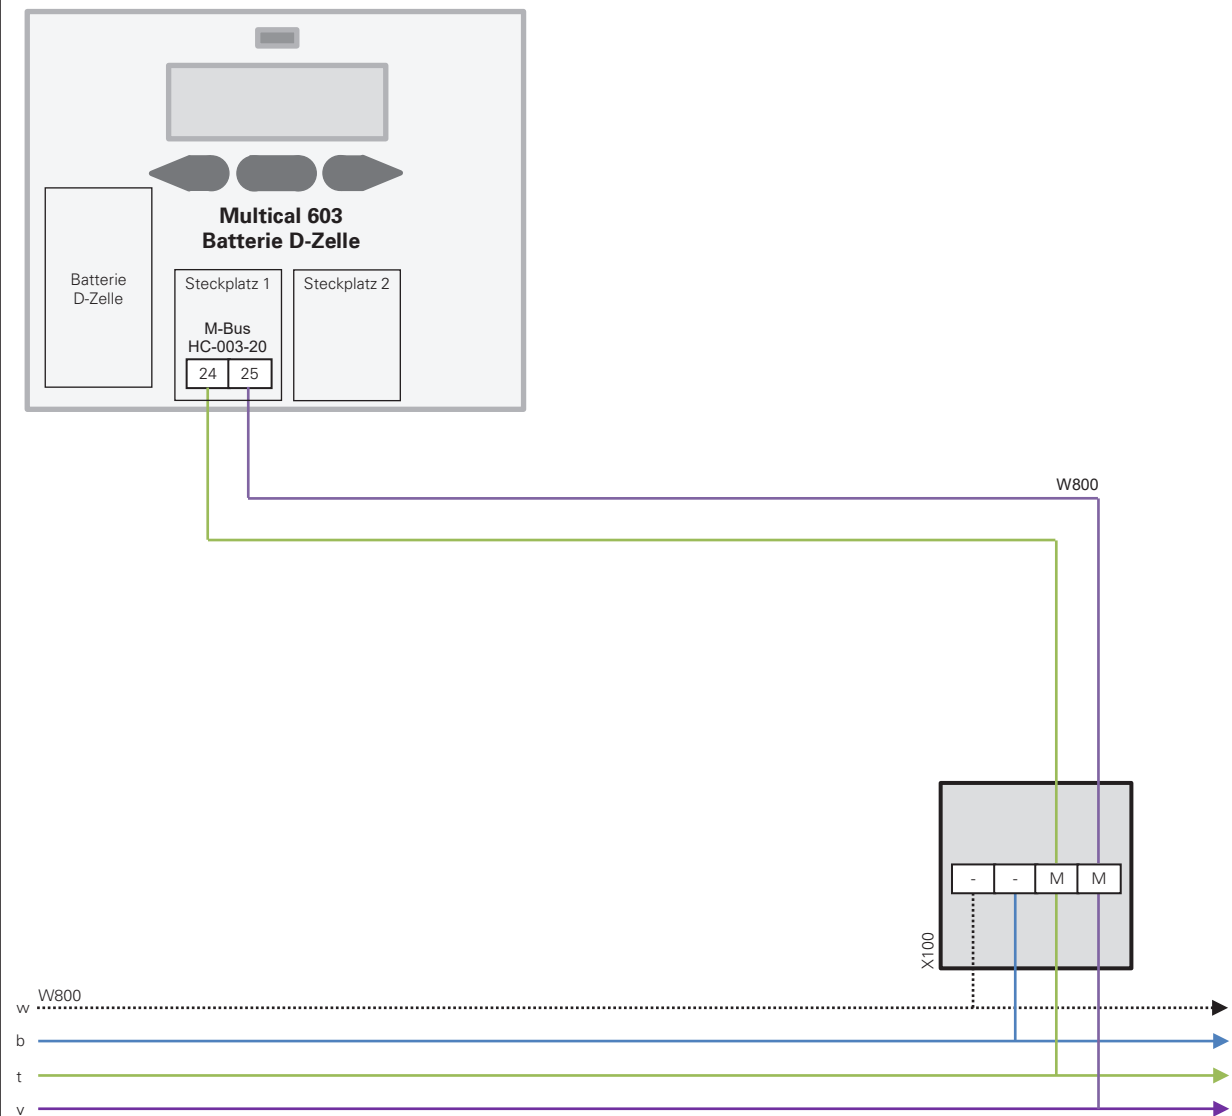 Multical 603
Batterie D-Zelle
Batterie
D-Zelle
Steckplatz 1
Steckplatz 2
M-Bus
HC-003-20
24 25
W800
- - M M
X100
W800
w
b
t
v